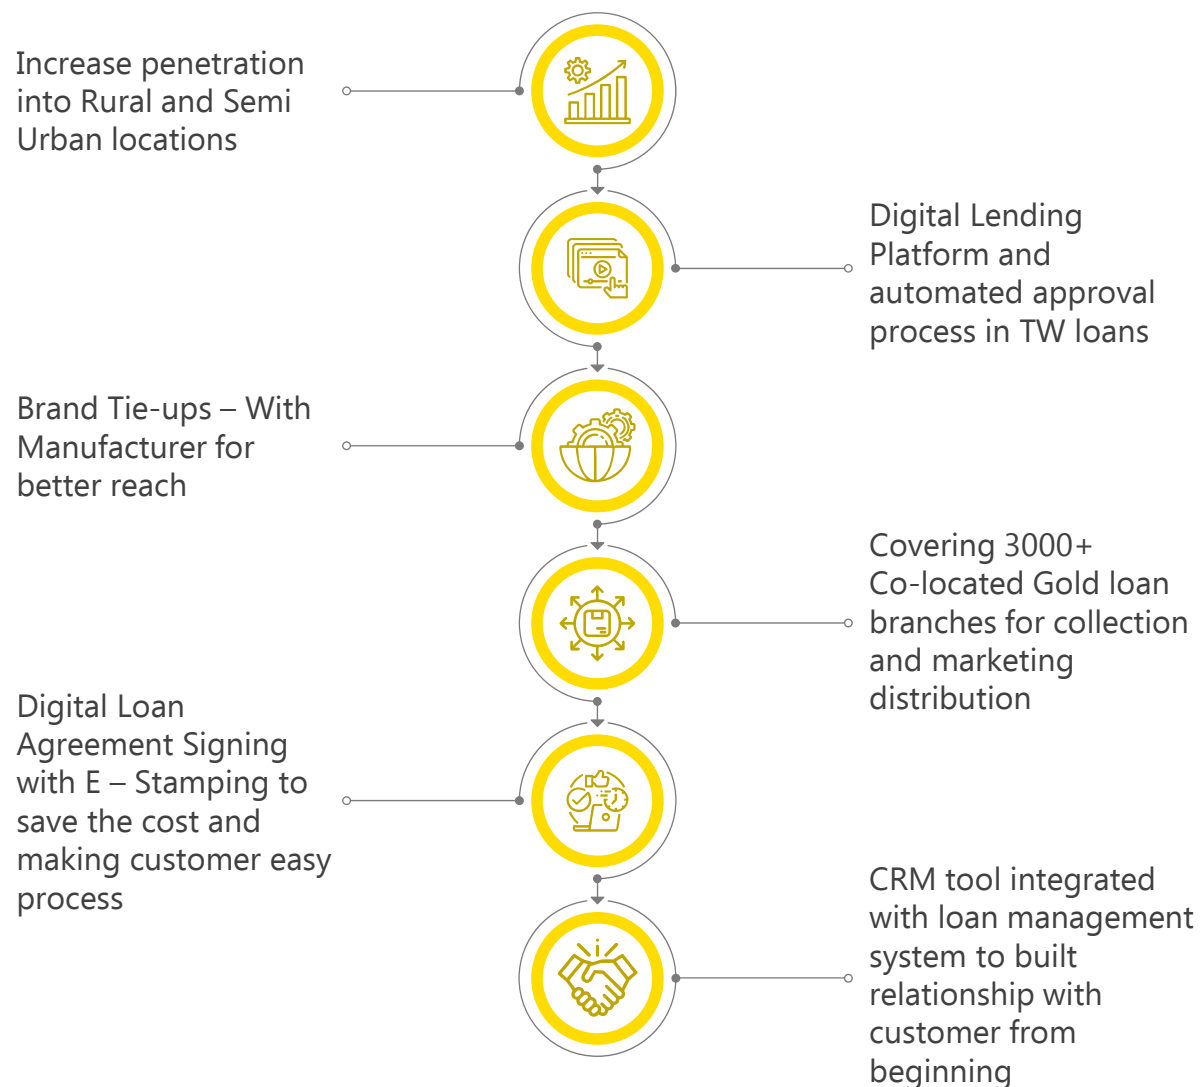 Increase penetration
into Rural and Semi
Urban locations
Digital Lending
Platform and
automated approval
process in TW loans
Brand Tie-ups – With
Manufacturer for
better reach
Covering 3000+
Co-located Gold loan
branches for collection
and marketing
distribution
Digital Loan
Agreement Signing
with E – Stamping to
save the cost and
making customer easy
process
CRM tool integrated
with loan management
system to built
relationship with
customer from
beginning